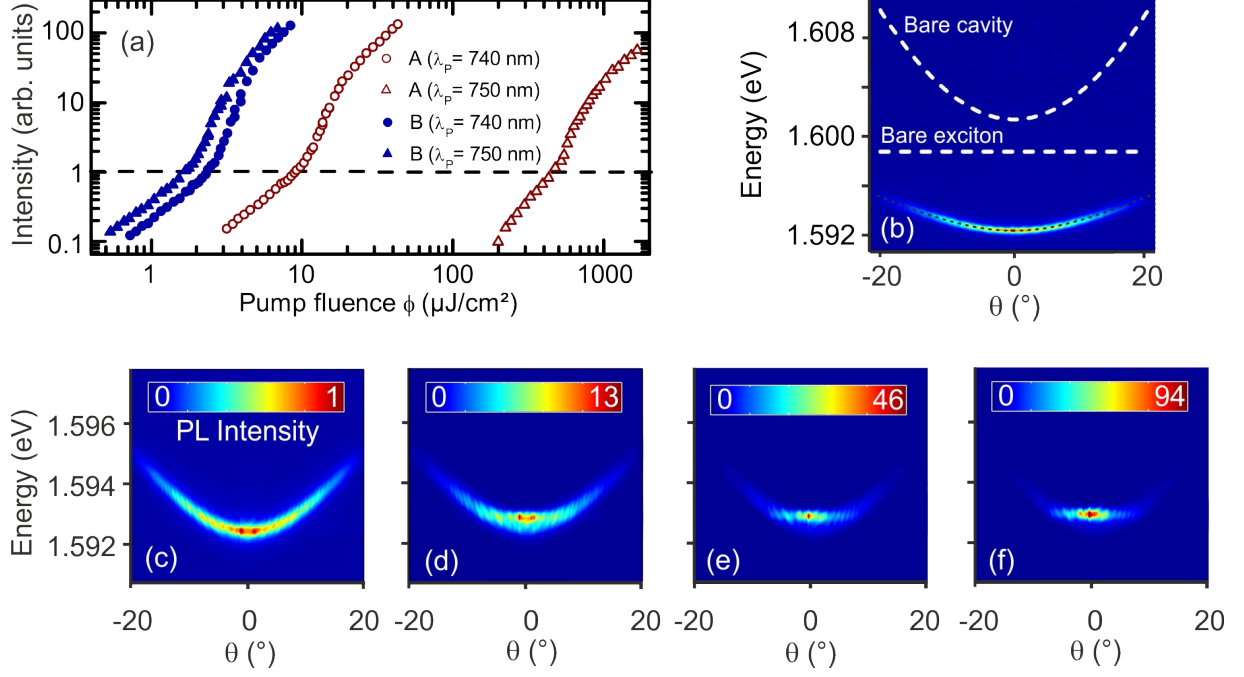 (a)
Intensity (arb. units)
100
10
1
0.1
A (λP= 740 nm)
A (λP= 750 nm)
B (λP= 740 nm)
B (λP= 750 nm)
1 10 100 1000
Pump fluence ϕ (µJ/cm²)
Energy (eV)
1.608
1.600
1.592
Bare cavity
Bare exciton
(b)
-20 0 20
θ (°)
Energy (eV)
1.596
1.594
1.592
0 1
PL Intensity
(c)
-20 0 20
θ (°)
0 13
(d)
0
θ (°)
0 46
(e)
-20 0 20
θ (°)
0 94
(f)
-20 0 20
θ (°)